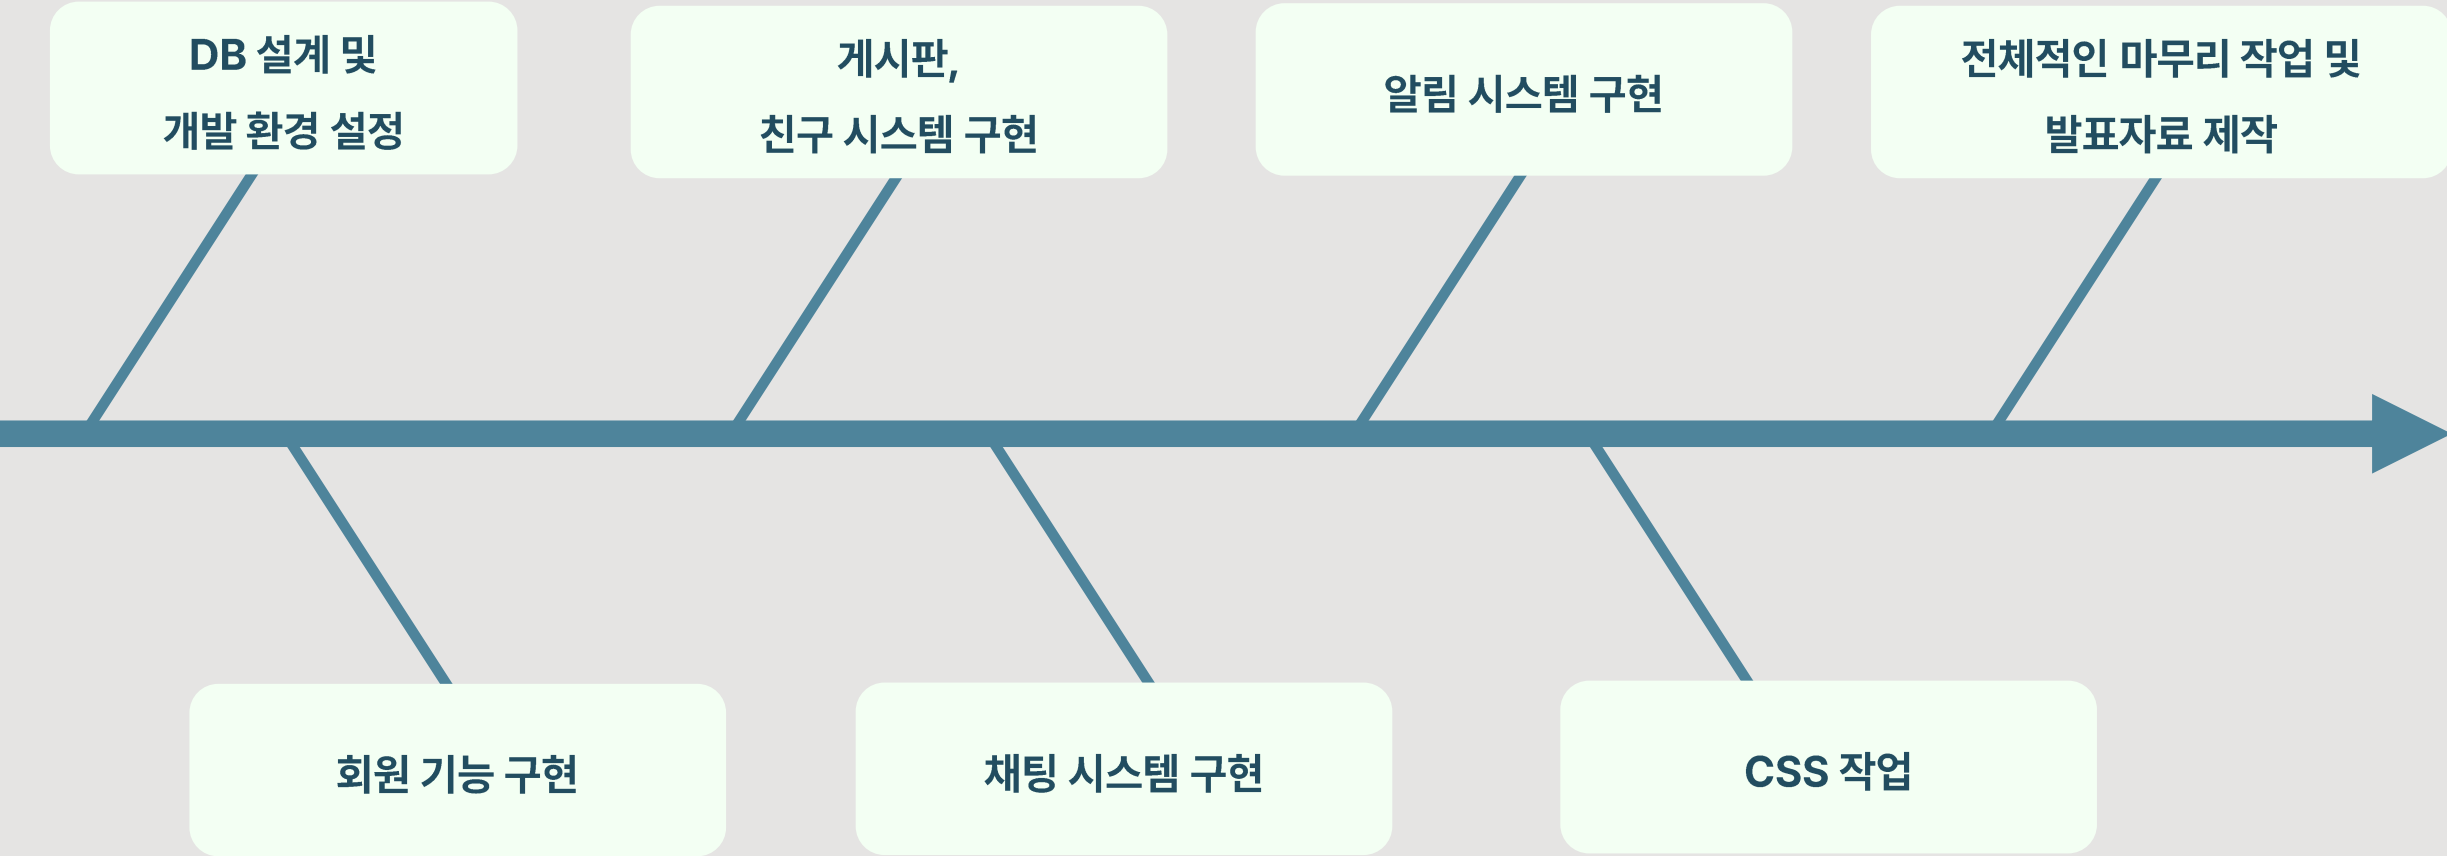 DB 설계 및
개발 환경 설정
게시판,
친구 시스템 구현
알림 시스템 구현
전체적인 마무리 작업 및
발표자료 제작
회원 기능 구현
채팅 시스템 구현
CSS 작업